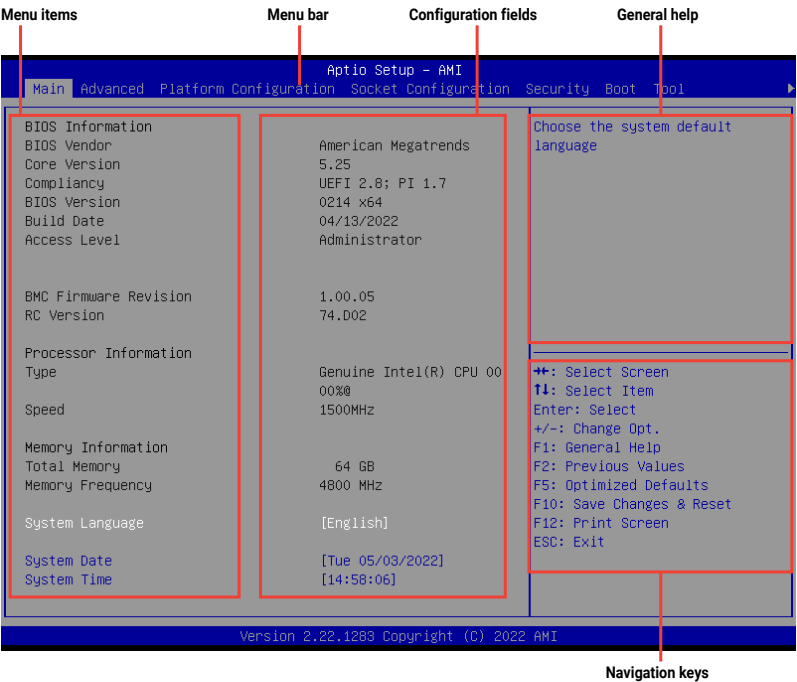 Menu items Menu bar Configuration fields General help
Aptio Setup – AMI
Main Advanced Platform Configuration Socket Configuration Security Boot Tool
BIOS Information
BIOS Vendor American Megatrends
Core Version 5.25
Compliancy UEFI 2.8; PI 1.7
BIOS Version 0214 x64
Build Date 04/13/2022
Access Level Administrator
BMC Firmware Revision 1.00.05
RC Version 74.D02
Processor Information
Type Genuine Intel(R) CPU 00
00%@
Speed 1500MHz
Memory Information
Total Memory 64 GB
Memory Frequency 4800 MHz
System Language [English]
System Date [Tue 05/03/2022]
System Time [14:58:06]
Choose the system default
language
→←: Select Screen
↑↓: Select Item
Enter: Select
+/-: Change Opt.
F1: General Help
F2: Previous Values
F5: Optimized Defaults
F10: Save Changes & Reset
F12: Print Screen
ESC: Exit
Version 2.22.1283 Copyright (C) 2022 AMI
Navigation keys